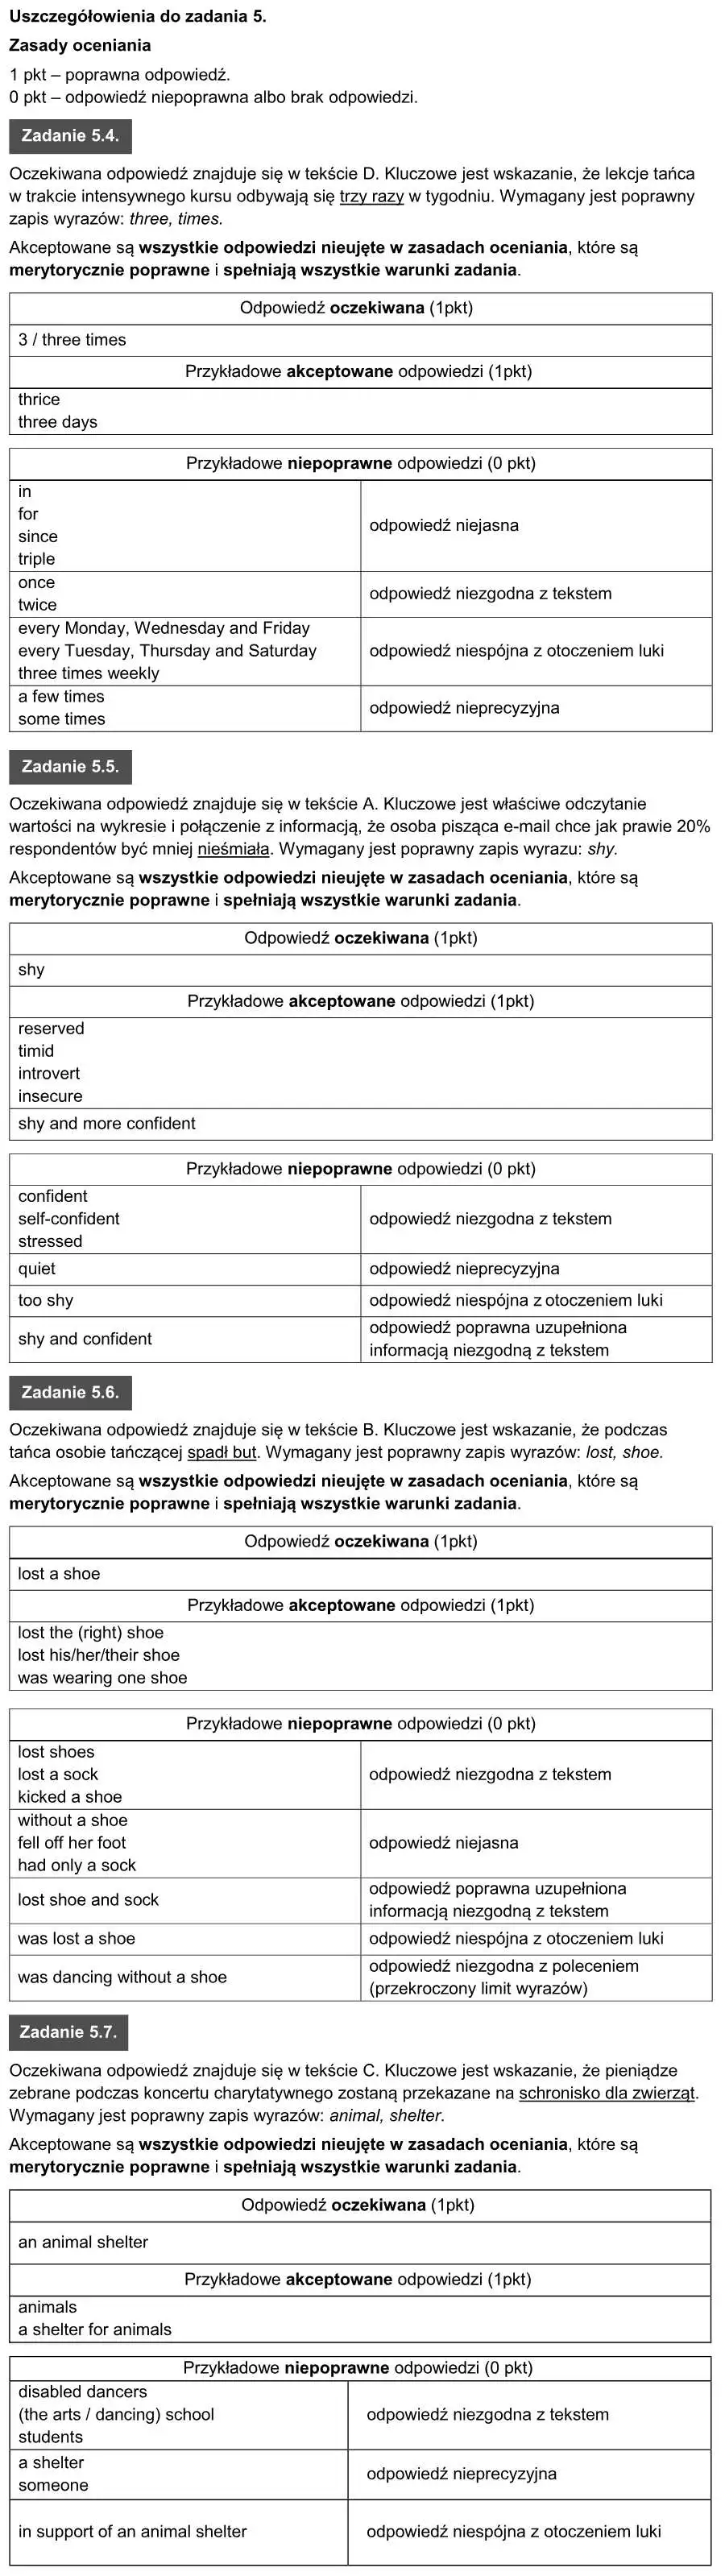 Uszczegółowienia do zadania 5.
Zasady oceniania
1 pkt – poprawna odpowiedź.
0 pkt – odpowiedź niepoprawna albo brak odpowiedzi.
Zadanie 5.4.
Oczekiwana odpowiedź znajduje się w tekście D. Kluczowe jest wskazanie, że lekcje tańca
w trakcie intensywnego kursu odbywają się trzy razy w tygodniu. Wymagany jest poprawny
zapis wyrazów: three, times.
Akceptowane są wszystkie odpowiedzi nieujęte w zasadach oceniania, które są
merytorycznie poprawne i spełniają wszystkie warunki zadania.
Odpowiedź oczekiwana (1pkt)
3 / three times
Przykładowe akceptowane odpowiedzi (1pkt)
thrice
three days
Przykładowe niepoprawne odpowiedzi (0 pkt)
in
for
since
triple
odpowiedź niejasna
once
twice
odpowiedź niezgodna z tekstem
every Monday, Wednesday and Friday
every Tuesday, Thursday and Saturday
three times weekly
odpowiedź niespójna z otoczeniem luki
a few times
some times
odpowiedź nieprecyzyjna
Zadanie 5.5.
Oczekiwana odpowiedź znajduje się w tekście A. Kluczowe jest właściwe odczytanie
wartości na wykresie i połączenie z informacją, że osoba pisząca e-mail chce jak prawie 20%
respondentów być mniej nieśmiała. Wymagany jest poprawny zapis wyrazu: shy.
Akceptowane są wszystkie odpowiedzi nieujęte w zasadach oceniania, które są
merytorycznie poprawne i spełniają wszystkie warunki zadania.
Odpowiedź oczekiwana (1pkt)
shy
Przykładowe akceptowane odpowiedzi (1pkt)
reserved
timid
introvert
insecure
shy and more confident
Przykładowe niepoprawne odpowiedzi (0 pkt)
confident
self-confident
stressed
odpowiedź niezgodna z tekstem
quiet
odpowiedź nieprecyzyjna
too shy
odpowiedź niespójna z otoczeniem luki
shy and confident
odpowiedź poprawna uzupełniona
informacją niezgodną z tekstem
Zadanie 5.6.
Oczekiwana odpowiedź znajduje się w tekście B. Kluczowe jest wskazanie, że podczas
tańca osobie tańczącej spadł but. Wymagany jest poprawny zapis wyrazów: lost, shoe.
Akceptowane są wszystkie odpowiedzi nieujęte w zasadach oceniania, które są
merytorycznie poprawne i spełniają wszystkie warunki zadania.
Odpowiedź oczekiwana (1pkt)
lost a shoe
Przykładowe akceptowane odpowiedzi (1pkt)
lost the (right) shoe
lost his/her/their shoe
was wearing one shoe
Przykładowe niepoprawne odpowiedzi (0 pkt)
lost shoes
lost a sock
kicked a shoe
odpowiedź niezgodna z tekstem
without a shoe
fell off her foot
had only a sock
odpowiedź niejasna
lost shoe and sock
odpowiedź poprawna uzupełniona
informacją niezgodną z tekstem
was lost a shoe
odpowiedź niespójna z otoczeniem luki
was dancing without a shoe
odpowiedź niezgodna z poleceniem
(przekroczony limit wyrazów)
Zadanie 5.7.
Oczekiwana odpowiedź znajduje się w tekście C. Kluczowe jest wskazanie, że pieniądze
zebrane podczas koncertu charytatywnego zostaną przekazane na schronisko dla zwierząt.
Wymagany jest poprawny zapis wyrazów: animal, shelter.
Akceptowane są wszystkie odpowiedzi nieujęte w zasadach oceniania, które są
merytorycznie poprawne i spełniają wszystkie warunki zadania.
Odpowiedź oczekiwana (1pkt)
an animal shelter
Przykładowe akceptowane odpowiedzi (1pkt)
animals
a shelter for animals
Przykładowe niepoprawne odpowiedzi (0 pkt)
disabled dancers
(the arts / dancing) school
students
odpowiedź niezgodna z tekstem
a shelter
someone
odpowiedź nieprecyzyjna
in support of an animal shelter
odpowiedź niespójna z otoczeniem luki